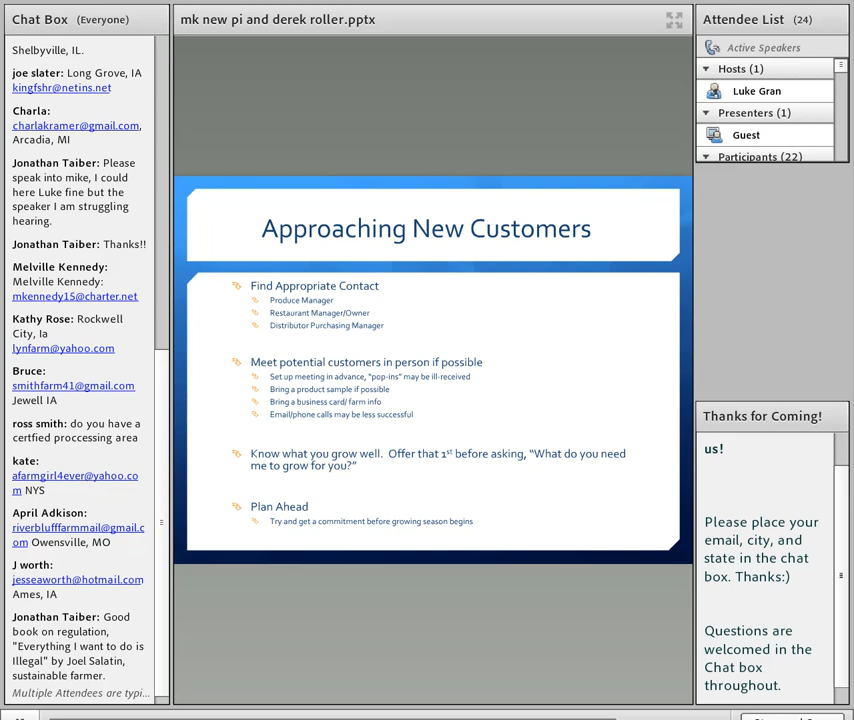 Chat Box (Everyone)
Shelbyville, IL.
joe slater: Long Grove, IA
kingfshr@netins.net
Charla:
charlakramer@gmail.com,
Arcadia, MI
Jonathan Taiber: Please
speak into mike, I could
here Luke fine but the
speaker I am struggling
hearing.
Jonathan Taiber: Thanks!!
Melville Kennedy:
Melville Kennedy:
mkennedy15@charter.net
Kathy Rose: Rockwell
City, Ia
lynfarm@yahoo.com
Bruce:
smithfarm41@gmail.com
Jewell IA
ross smith: do you have a
certfied proccessing area
kate:
afarmgirl4ever@yahoo.co
m NYS
April Adkison:
riverblufffarmmail@gmail.c
om Owensville, MO
J worth:
jesseaworth@hotmail.com
Ames, IA
Jonathan Taiber: Good
book on regulation,
"Everything I want to do is
Illegal" by Joel Salatin,
sustainable farmer.
Multiple Attendees are typi...
mk new pi and derek roller.pptx
Approaching New Customers
Find Appropriate Contact
Produce Manager
Restaurant Manager/Owner
Distributor Purchasing Manager
Meet potential customers in person if possible
Set up meeting in advance, "pop-ins" may be ill-received
Bring a product sample if possible
Bring a business card/ farm info
Email/phone calls may be less successful
Know what you grow well. Offer that 1st before asking, "What do you need
me to grow for you?"
Plan Ahead
Try and get a commitment before growing season begins
Attendee List (24)
Active Speakers
Hosts (1)
Luke Gran
Presenters (1)
Guest
Participants (22)
Thanks for Coming!
us!
Please place your
email, city, and
state in the chat
box. Thanks:)
Questions are
welcomed in the
Chat box
throughout.